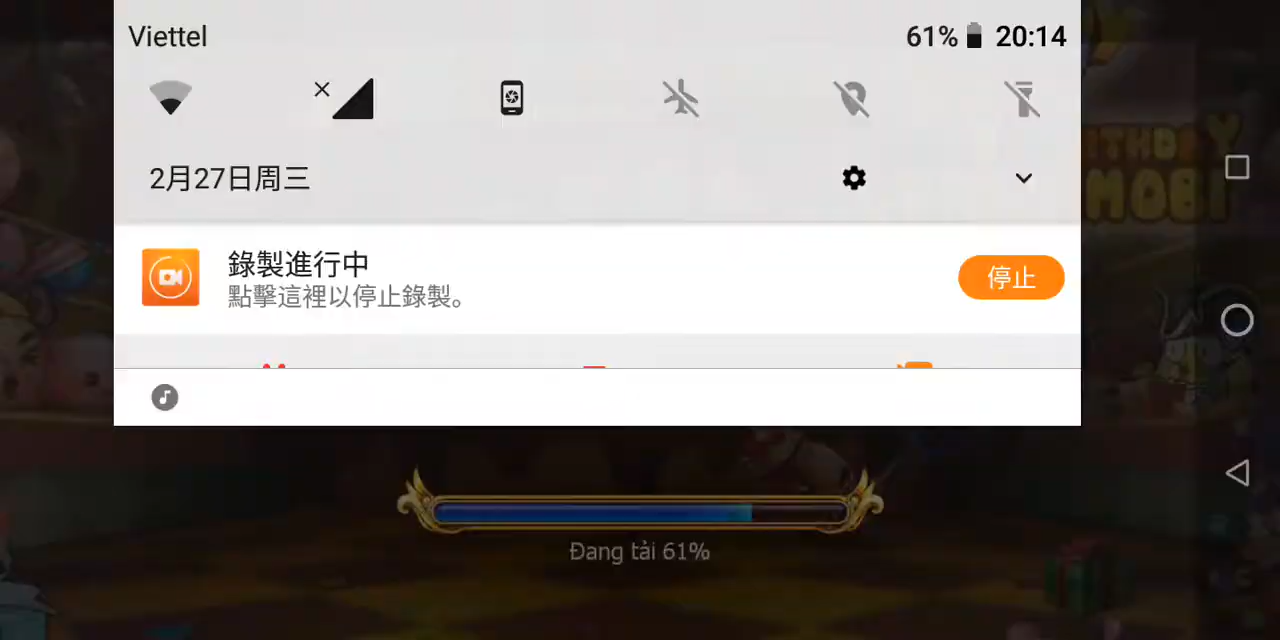 Viettel
61% 20:14
2月27日周三
錄製進行中
點擊這裡以停止錄製。
停止
Đang tải 61%